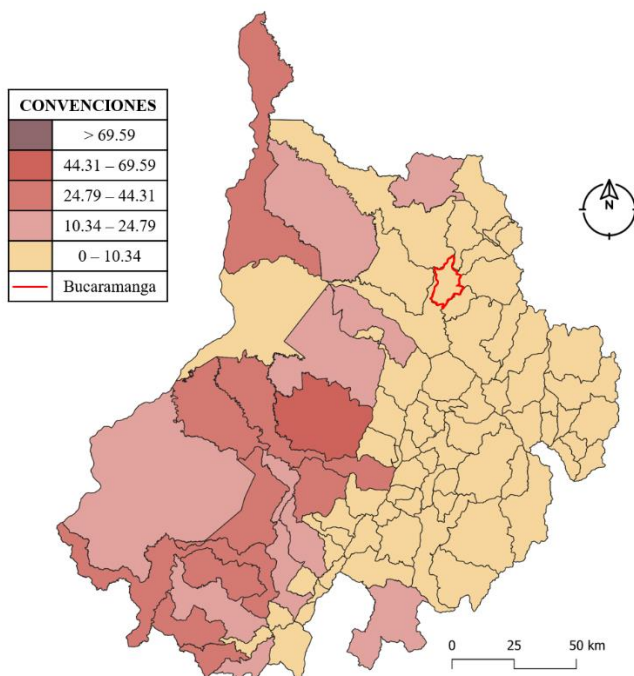 CONVENCIONES
> 69.59
44.31 – 69.59
24.79 – 44.31
10.34 – 24.79
0 – 10.34
Bucaramanga
N
0 25 50 km